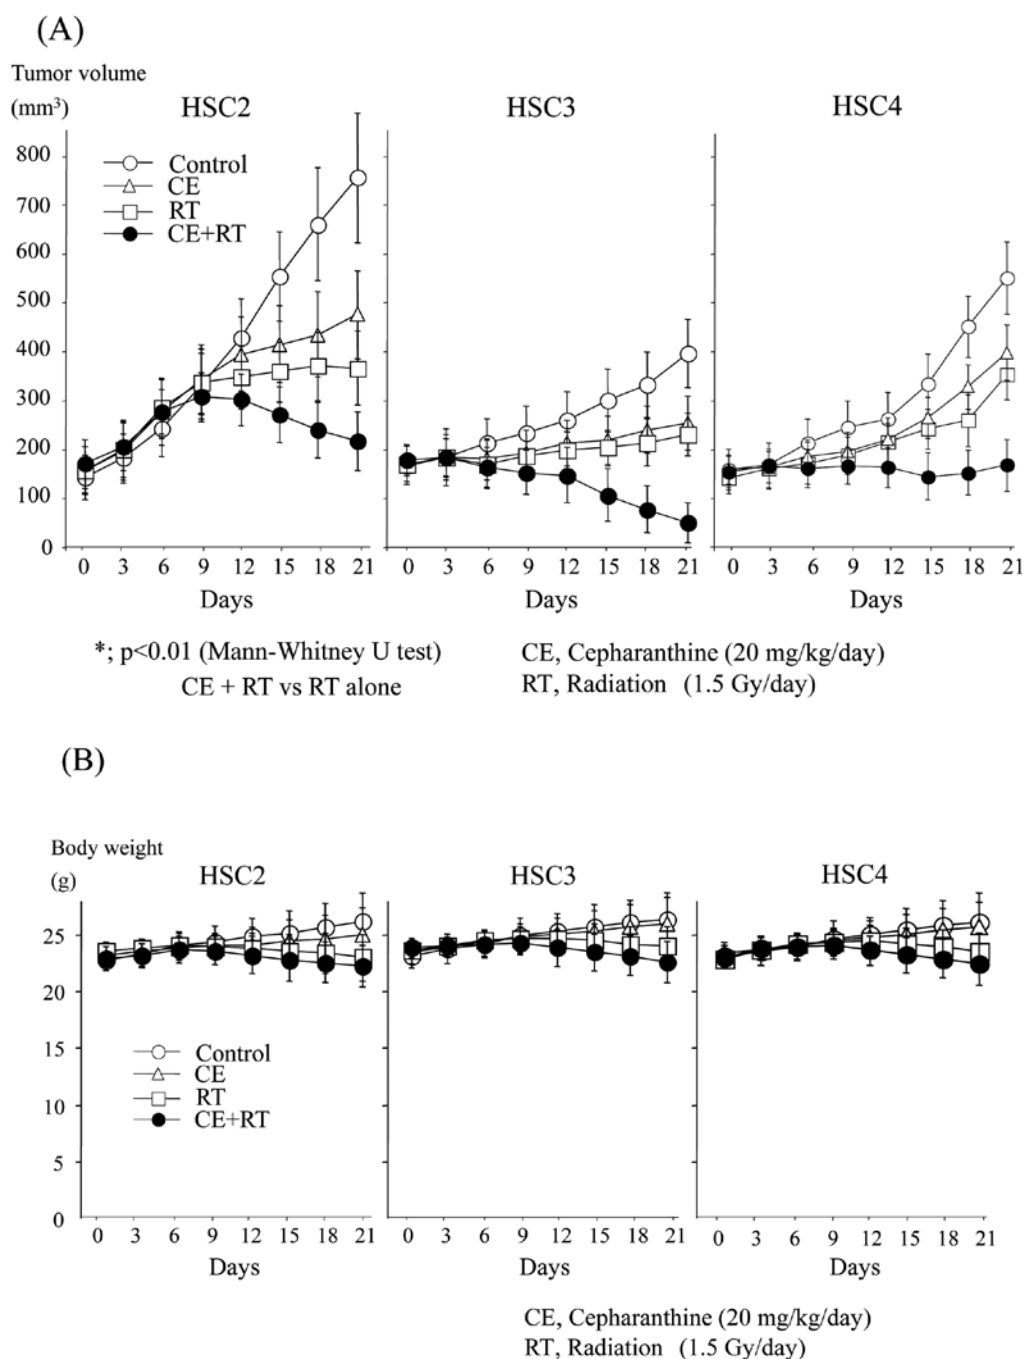 (A)
Tumor volume
(mm³)
HSC2
HSC3
HSC4
800
700
600
500
400
300
200
100
0
Control
CE
RT
CE+RT
0 3 6 9 12 15 18 21
0 3 6 9 12 15 18 21
0 3 6 9 12 15 18 21
Days
Days
Days
*; p<0.01 (Mann-Whitney U test)
CE + RT vs RT alone
CE, Cepharanthine (20 mg/kg/day)
RT, Radiation (1.5 Gy/day)
(B)
Body weight
(g)
HSC2
HSC3
HSC4
25
20
15
10
5
0
Control
CE
RT
CE+RT
0 3 6 9 12 15 18 21
0 3 6 9 12 15 18 21
0 3 6 9 12 15 18 21
Days
Days
Days
CE, Cepharanthine (20 mg/kg/day)
RT, Radiation (1.5 Gy/day)